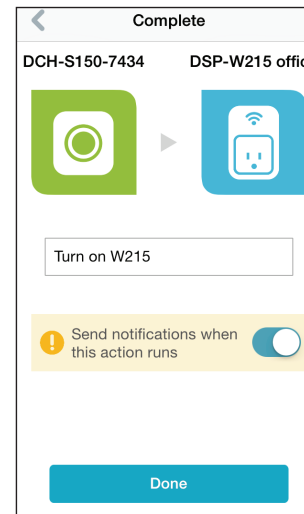 Complete
DCH-S150-7434 DSP-W215 offic
Turn on W215
Send notifications when
this action runs
Done